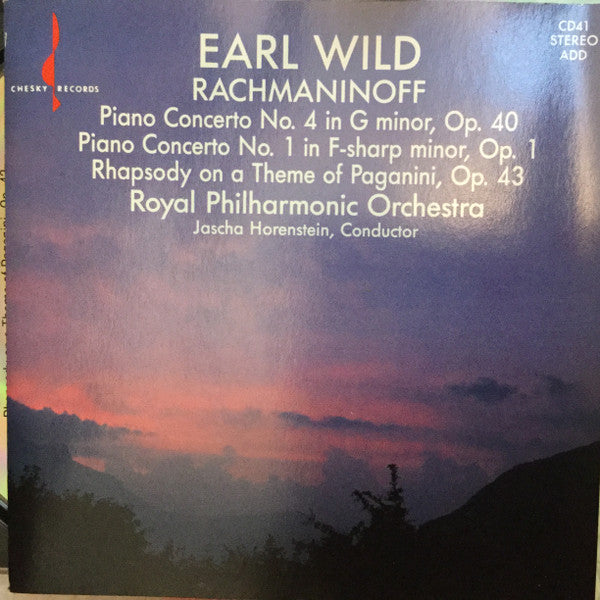 CD41
STEREO
ADD
CHESKY RECORDS
EARL WILD
RACHMANINOFF
Piano Concerto No. 4 in G minor, Op. 40
Piano Concerto No. 1 in F-sharp minor, Op. 1
Rhapsody on a Theme of Paganini, Op. 43
Royal Philharmonic Orchestra
Jascha Horenstein, Conductor